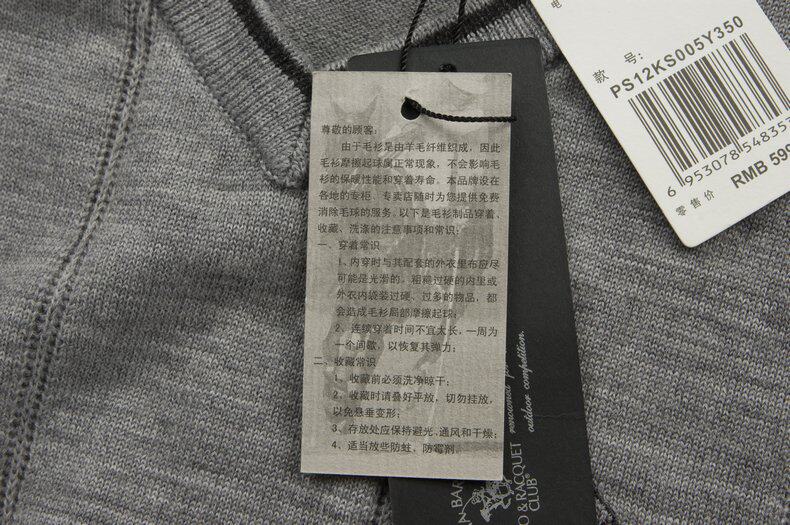 尊敬的顾客:
由于毛衫是由羊毛纤维织成，因此
毛衫摩擦起球属正常现象，不会影响毛
衫的保暖性能和穿着寿命。本品牌设在
各地的专柜、专卖店随时为您提供免费
消除毛球的服务。以下是毛衫制品穿着、
收藏、洗涤的注意事项和常识:
一、穿着常识
1、内穿时与其配套的外衣里布应尽
可能是光滑的。粗糊过硬的内里或
外衣内袋装过硬、过多的物品，都
会造成毛衫局部摩擦起球;
2、连续穿着时间不宜太长，一周为
一个间歇，以恢复其弹力;
二、收藏常识
1、收藏前必须洗净晾干;
2、收藏时请叠好平放，切勿挂放，
以免悬垂变形;
3、存放处应保持避光、通风和干燥;
4、适当放些防蛀、防霉剂。
电
款 号:
PS12KS005Y350
6 953078 54835
零售价
RMB 59
renowned
outdoor competition.
O & RACQUET
CLUB®